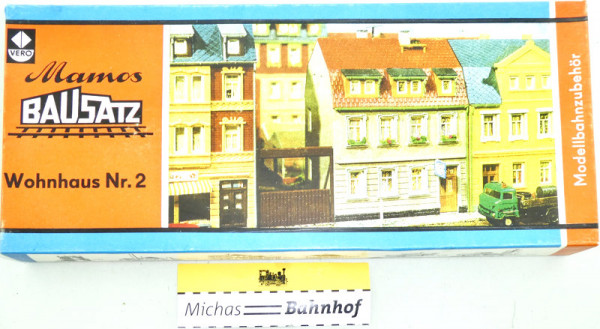 VERO
Mamos
BAUSATZ
Wohnhaus Nr. 2
Modellbahnzubehör
Michas Bahnhof